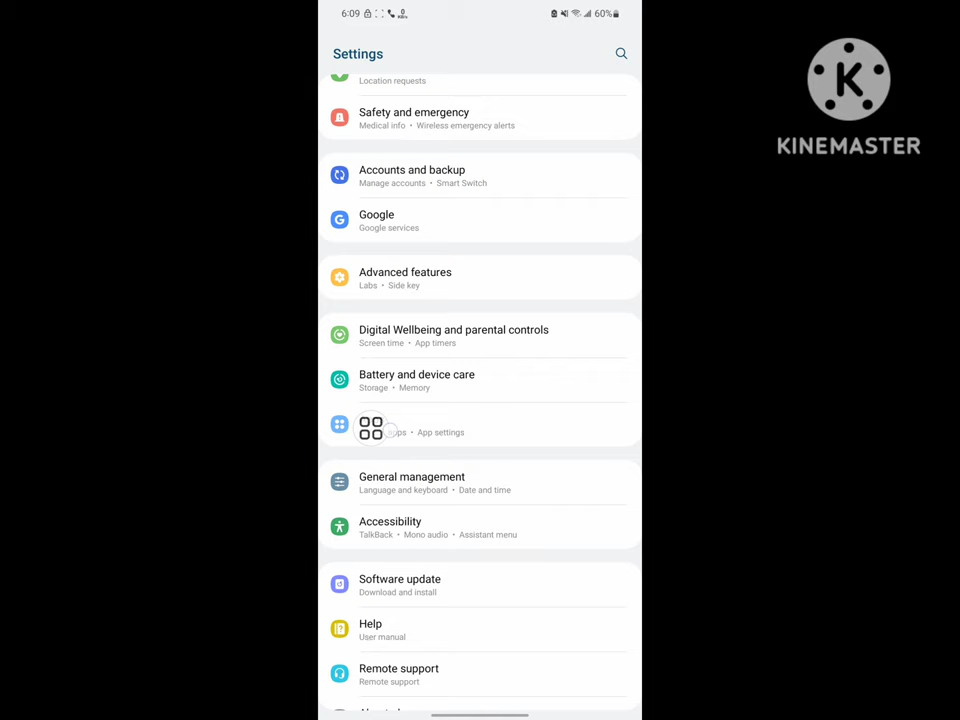 6:09
0
KB/s
60%
Settings
Location requests
Safety and emergency
Medical info • Wireless emergency alerts
Accounts and backup
Manage accounts • Smart Switch
Google
Google services
Advanced features
Labs • Side key
Digital Wellbeing and parental controls
Screen time • App timers
Battery and device care
Storage • Memory
apps • App settings
General management
Language and keyboard • Date and time
Accessibility
TalkBack • Mono audio • Assistant menu
Software update
Download and install
Help
User manual
Remote support
Remote support
K
KINEMASTER